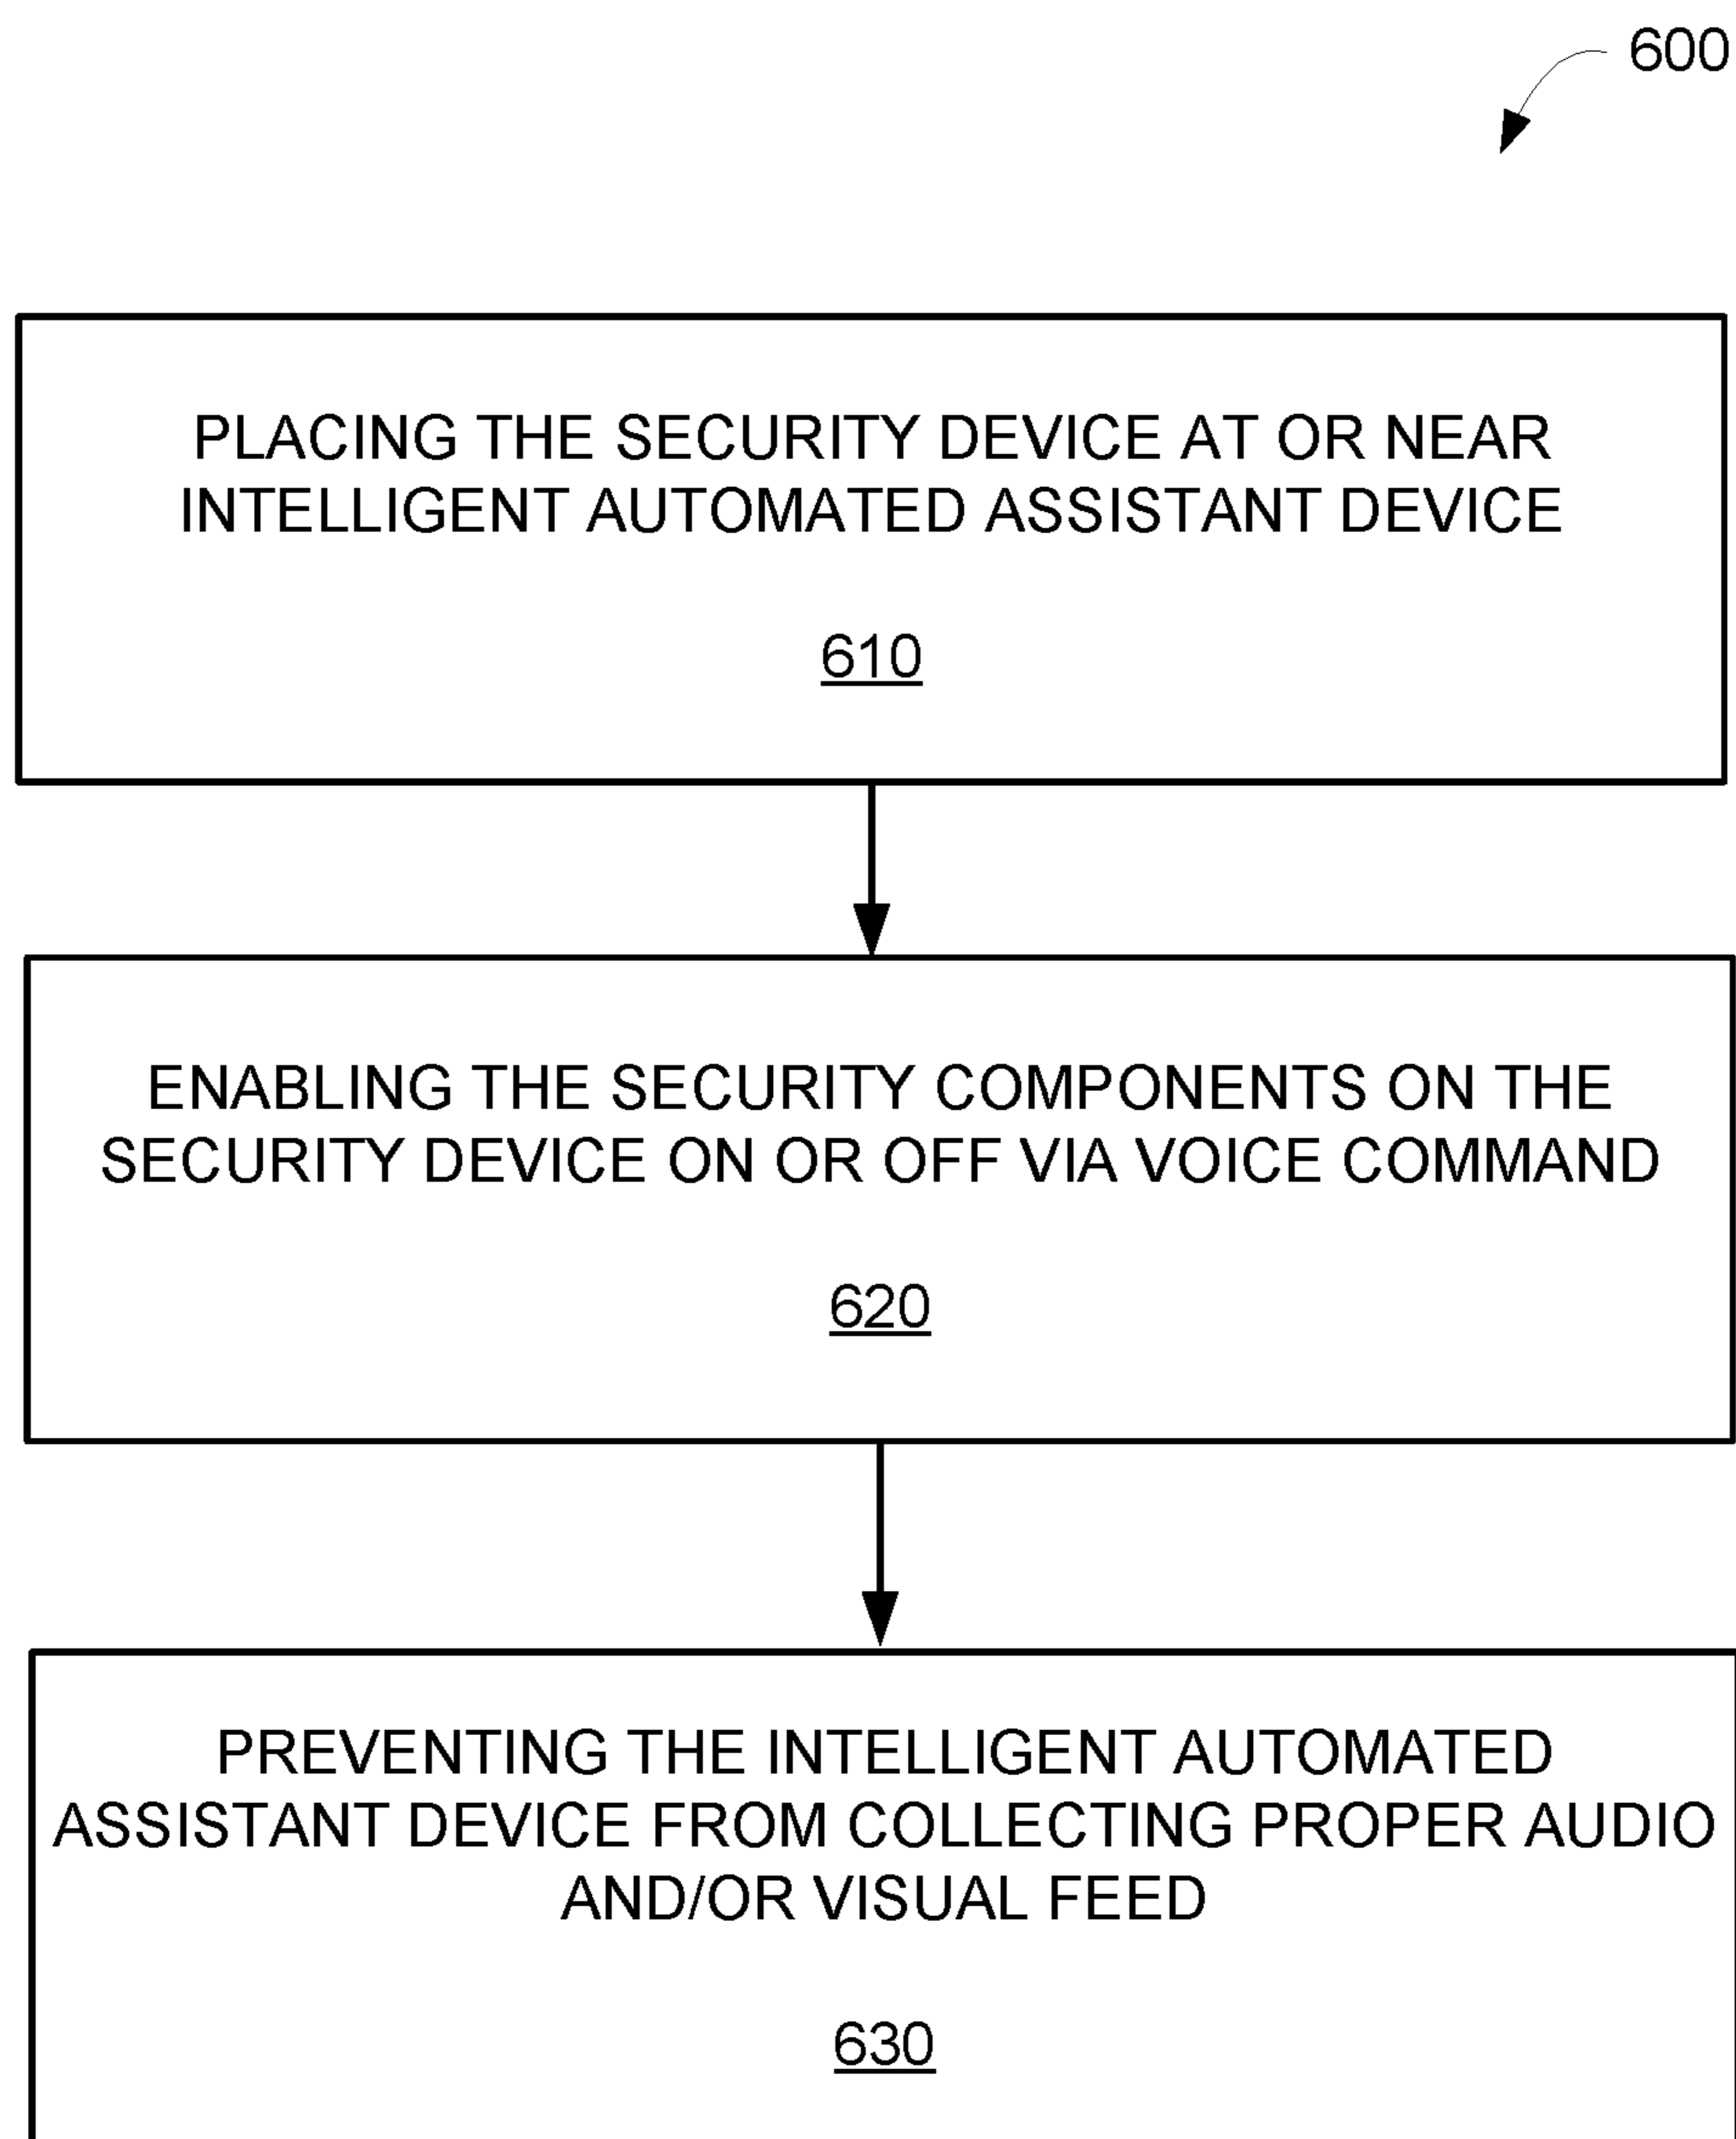 600
PLACING THE SECURITY DEVICE AT OR NEAR
INTELLIGENT AUTOMATED ASSISTANT DEVICE
610
ENABLING THE SECURITY COMPONENTS ON THE
SECURITY DEVICE ON OR OFF VIA VOICE COMMAND
620
PREVENTING THE INTELLIGENT AUTOMATED
ASSISTANT DEVICE FROM COLLECTING PROPER AUDIO
AND/OR VISUAL FEED
630